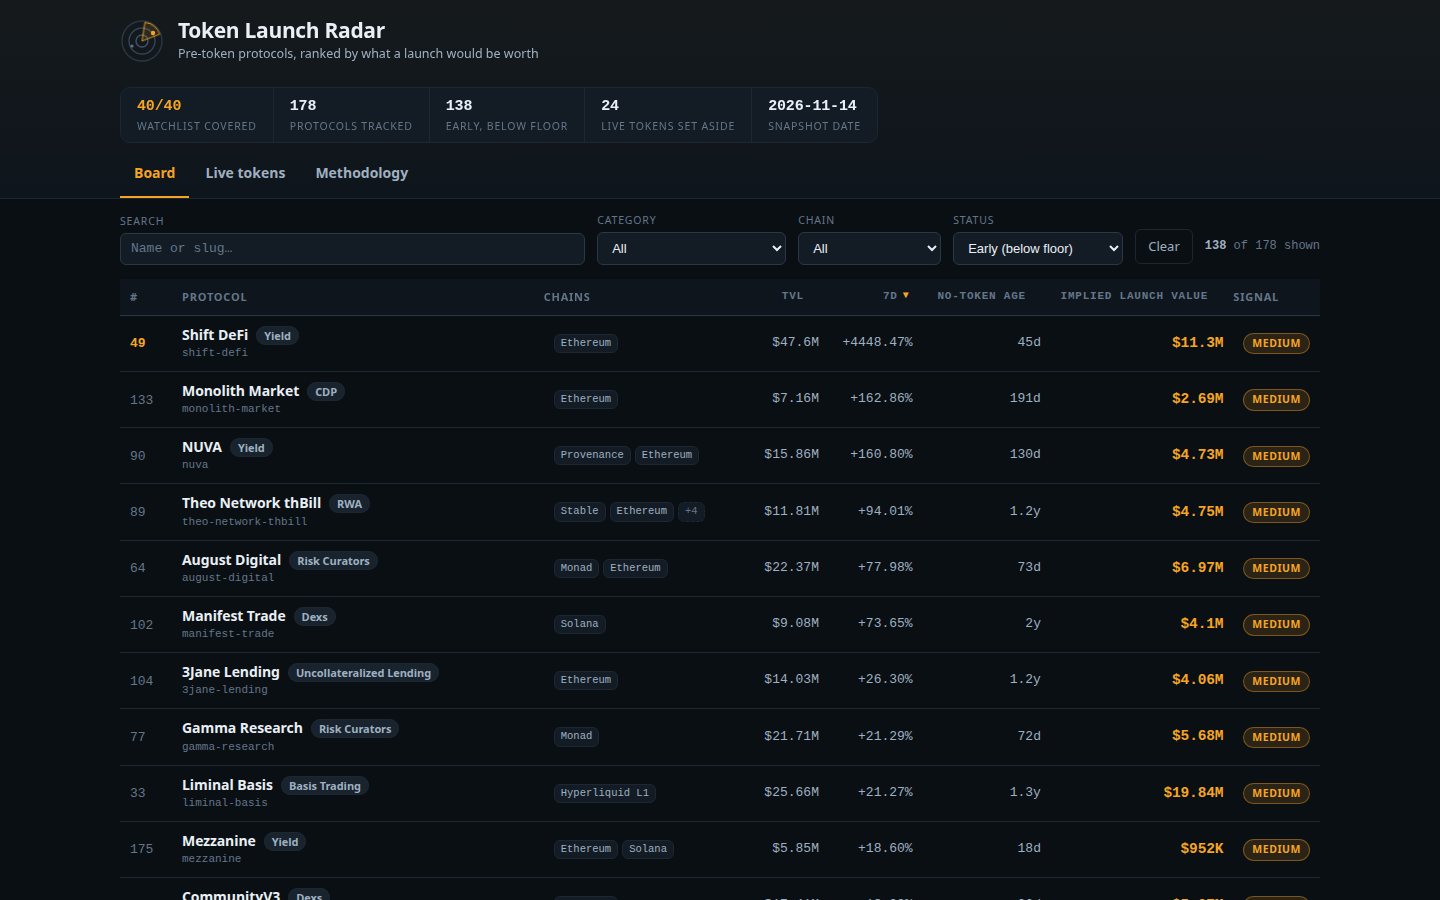 Token Launch Radar
Pre-token protocols, ranked by what a launch would be worth
40/40 178 138 24 2026-11-14
WATCHLIST COVERED PROTOCOLS TRACKED EARLY, BELOW FLOOR LIVE TOKENS SET ASIDE SNAPSHOT DATE
Board Live tokens Methodology
SEARCH CATEGORY CHAIN STATUS
Name or slug… All All Early (below floor) Clear 138 of 178 shown
# PROTOCOL CHAINS TVL 7D ▼ NO-TOKEN AGE IMPLIED LAUNCH VALUE SIGNAL
49 Shift DeFi Yield Ethereum $47.6M +4448.47% 45d $11.3M MEDIUM
shift-defi
133 Monolith Market CDP Ethereum $7.16M +162.86% 191d $2.69M MEDIUM
monolith-market
90 NUVA Yield Provenance Ethereum $15.86M +160.80% 130d $4.73M MEDIUM
nuva
89 Theo Network thBill RWA Stable Ethereum +4 $11.81M +94.01% 1.2y $4.75M MEDIUM
theo-network-thbill
64 August Digital Risk Curators Monad Ethereum $22.37M +77.98% 73d $6.97M MEDIUM
august-digital
102 Manifest Trade Dexs Solana $9.08M +73.65% 2y $4.1M MEDIUM
manifest-trade
104 3Jane Lending Uncollateralized Lending Ethereum $14.03M +26.30% 1.2y $4.06M MEDIUM
3jane-lending
77 Gamma Research Risk Curators Monad $21.71M +21.29% 72d $5.68M MEDIUM
gamma-research
33 Liminal Basis Basis Trading Hyperliquid L1 $25.66M +21.27% 1.3y $19.84M MEDIUM
liminal-basis
175 Mezzanine Yield Ethereum Solana $5.85M +18.60% 18d $952K MEDIUM
mezzanine
CommunityV3 Dexs